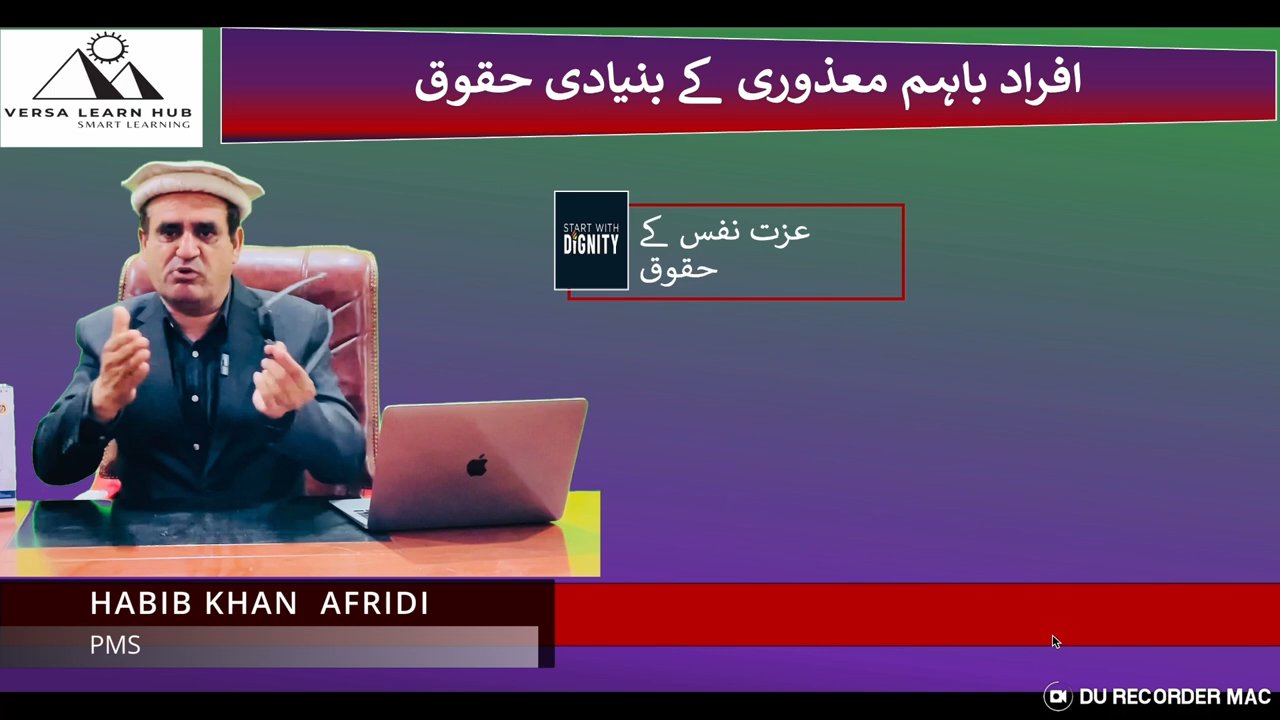 VERSA LEARN HUB
SMART LEARNING
افراد باہم معذوری کے بنیادی حقوق
START WITH
DIGNITY
عزت نفس کے
حقوق
HABIB KHAN AFRIDI
PMS
DU RECORDER MAC